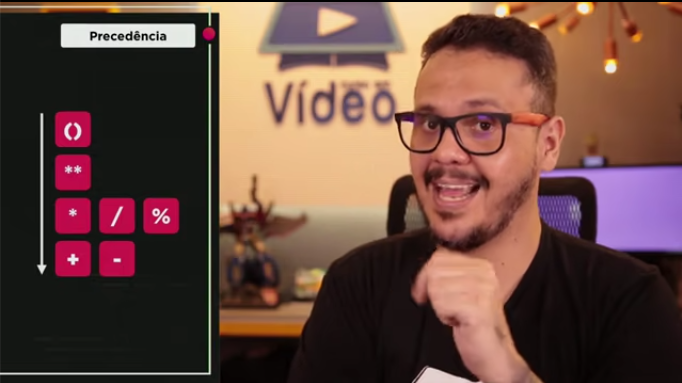 Precedência
()
**
* / %
+ -
Vídeo